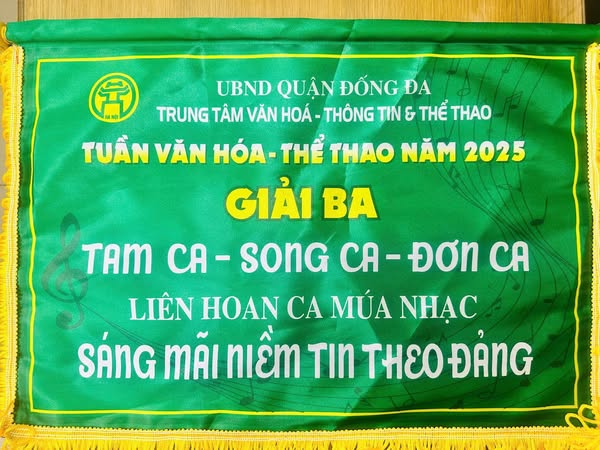 UBND QUẬN ĐỐNG ĐA
HÀ NỘI
TRUNG TÂM VĂN HOÁ - THÔNG TIN & THỂ THAO
TUẦN VĂN HÓA - THỂ THAO NĂM 2025
GIẢI BA
TAM CA - SONG CA - ĐƠN CA
LIÊN HOAN CA MÚA NHẠC
SÁNG MÃI NIỀM TIN THEO ĐẢNG